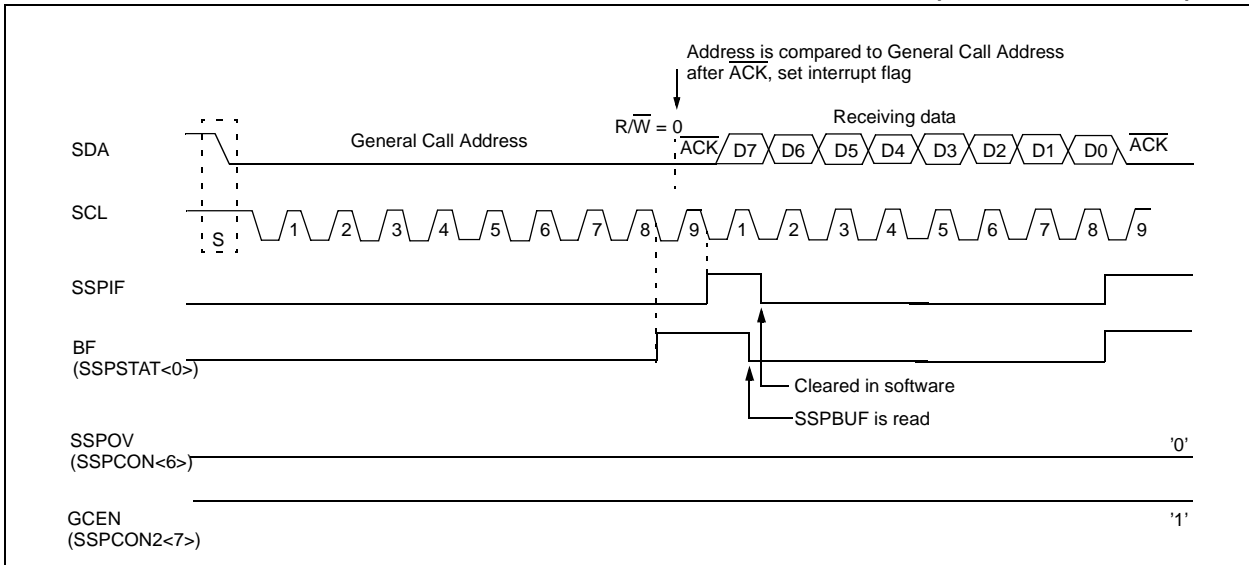 Address is compared to General Call Address
after ACK, set interrupt flag
R/W = 0
Receiving data
SDA
General Call Address
ACK
D7 D6 D5 D4 D3 D2 D1 D0
ACK
SCL
S
1 2 3 4 5 6 7 8 9 1 2 3 4 5 6 7 8 9
SSPIF
BF
(SSPSTAT<0>)
Cleared in software
SSPBUF is read
SSPOV
(SSPCON<6>)
'0'
GCEN
(SSPCON2<7>)
'1'